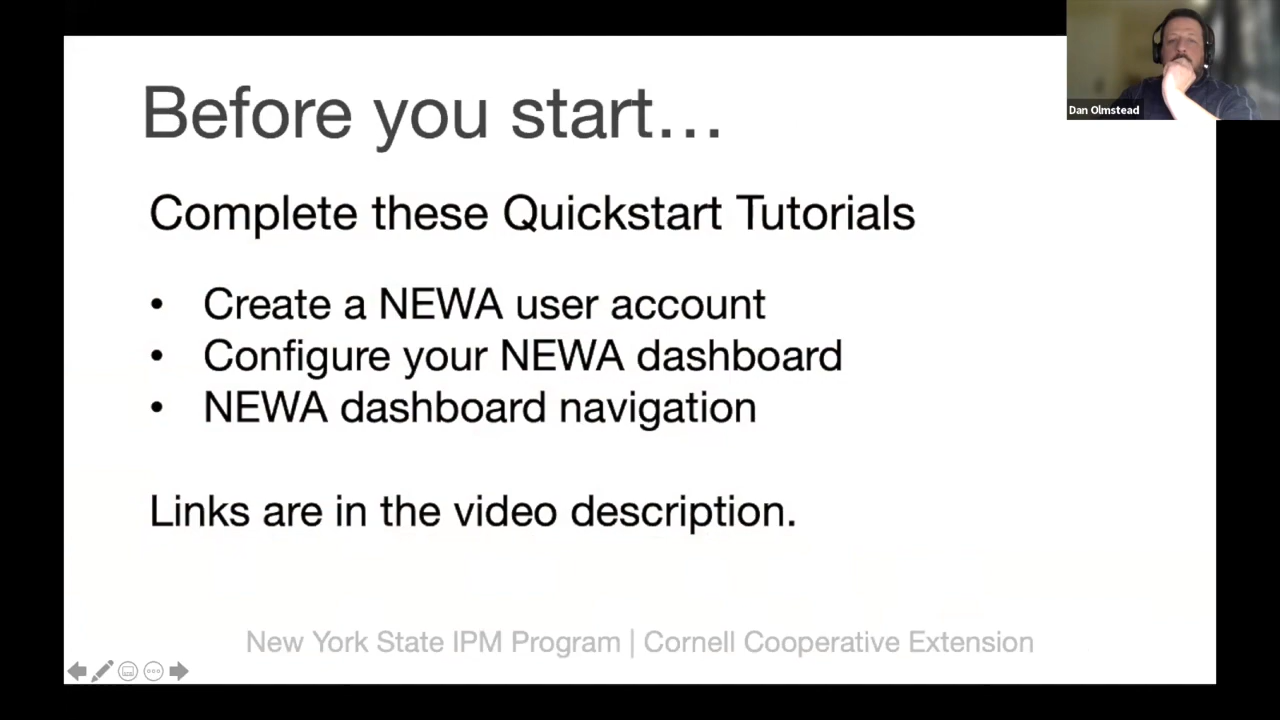 Before you start…
Dan Olmstead
Complete these Quickstart Tutorials
• Create a NEWA user account
• Configure your NEWA dashboard
• NEWA dashboard navigation
Links are in the video description.
New York State IPM Program | Cornell Cooperative Extension